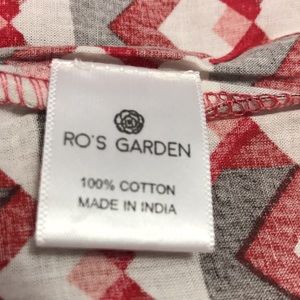 RO'S GARDEN
100% COTTON
MADE IN INDIA